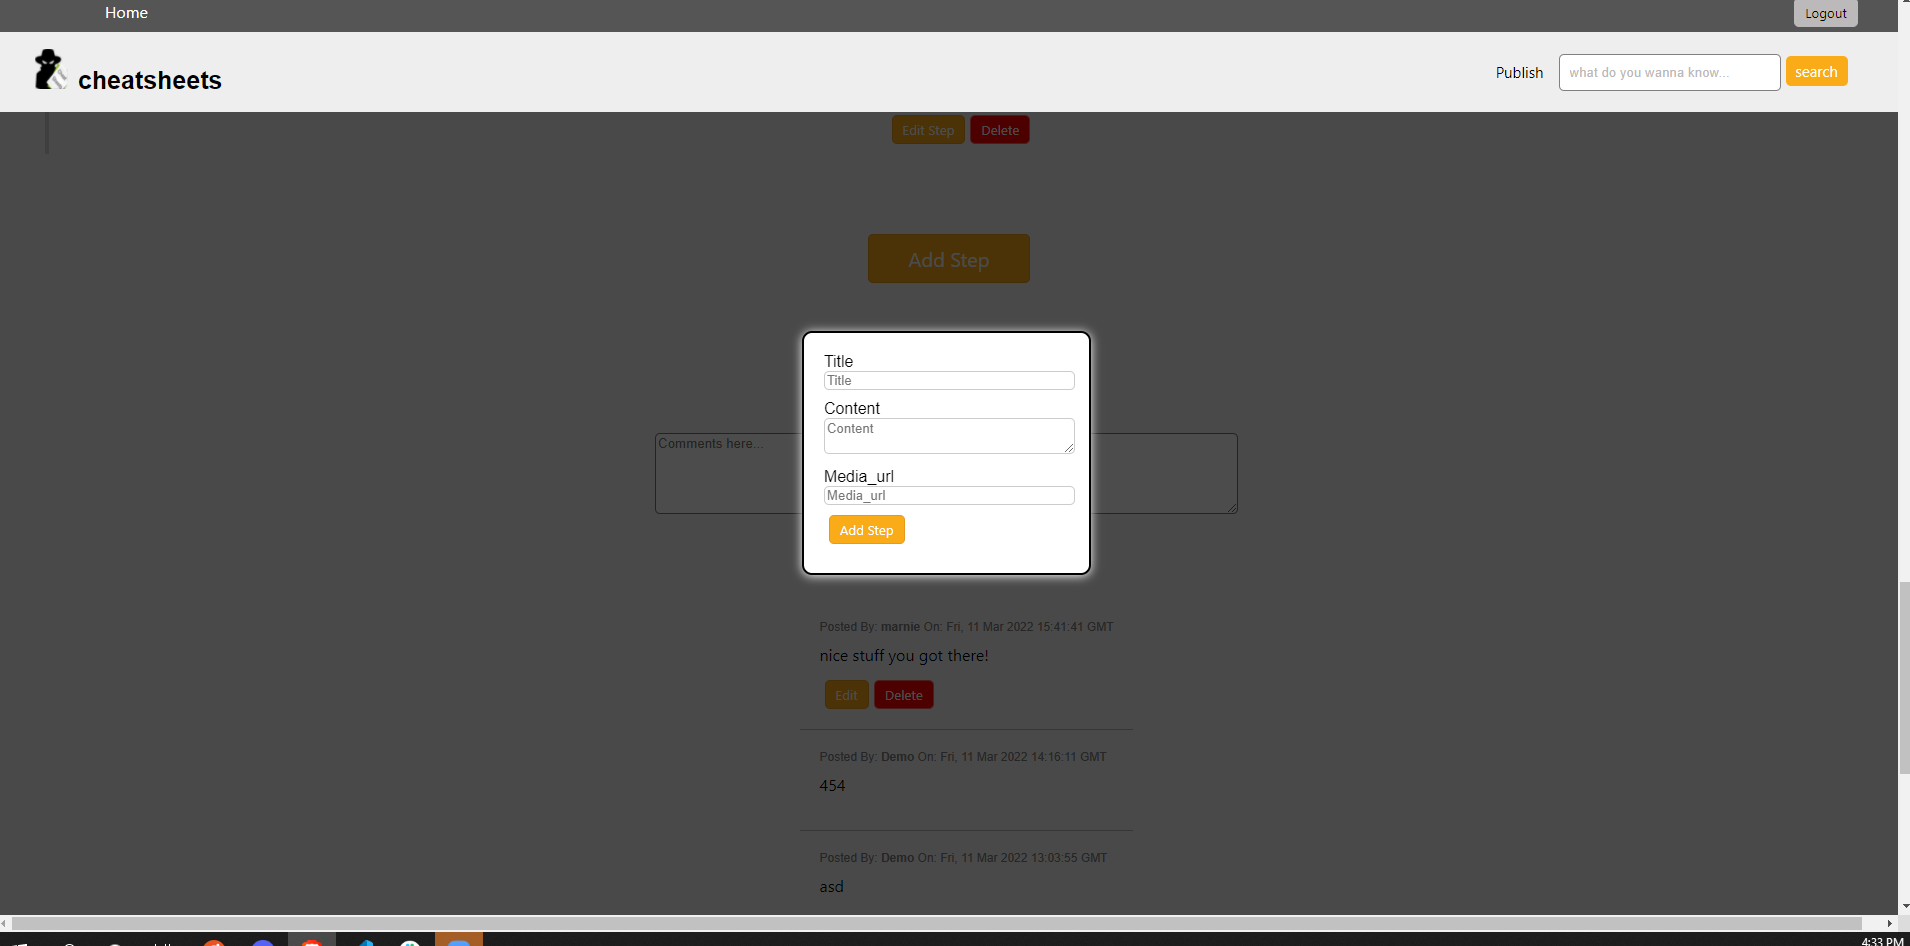 Home
Logout
cheatsheets
Publish
what do you wanna know...
search
Edit Step
Delete
Add Step
Title
Title
Content
Content
Comments here...
Media_url
Media_url
Add Step
Posted By: marnie On: Fri, 11 Mar 2022 15:41:41 GMT
nice stuff you got there!
Edit
Delete
Posted By: Demo On: Fri, 11 Mar 2022 14:16:11 GMT
454
Posted By: Demo On: Fri, 11 Mar 2022 13:03:55 GMT
asd
4:33 PM